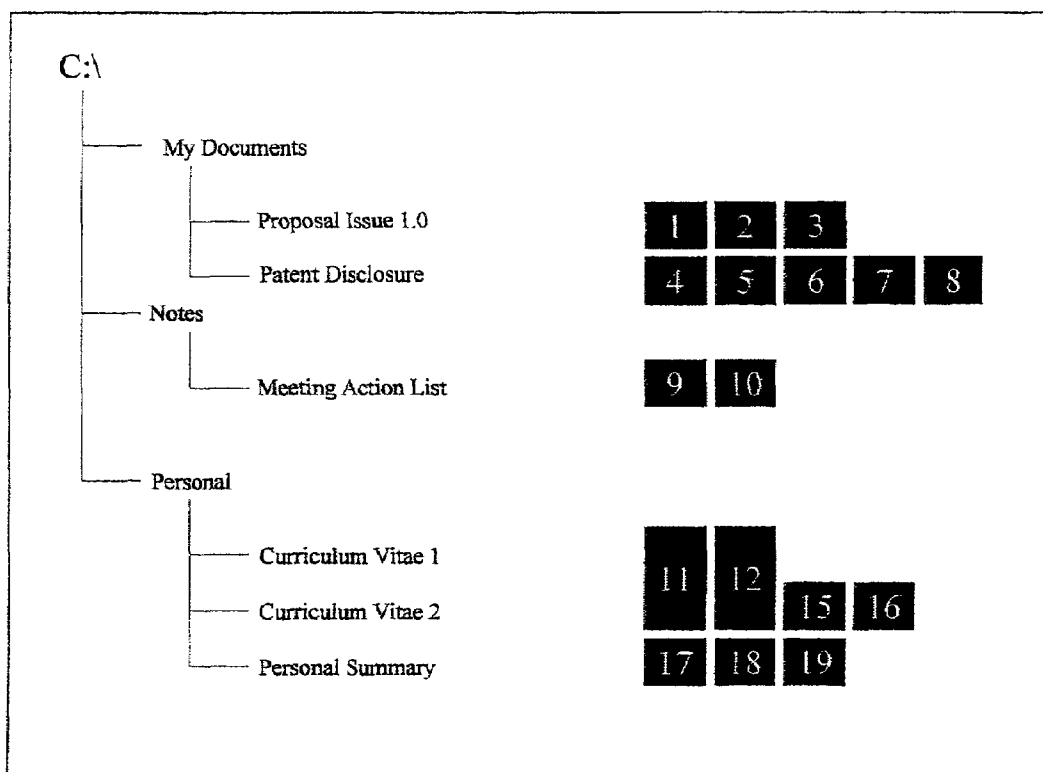 C:\
My Documents
Proposal Issue 1.0 1 2 3
Patent Disclosure 4 5 6 7 8
Notes
Meeting Action List 9 10
Personal
Curriculum Vitae 1 11 12
Curriculum Vitae 2 15 16
Personal Summary 17 18 19